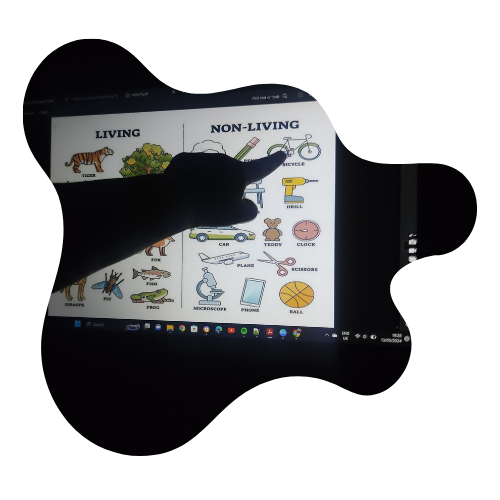 LIVING
NON-LIVING
TIGER
BICYCLE
DRILL
CAR
TEDDY
CLOCK
FOX
PLANE
SCISSORS
FISH
GIRAFFE
FLY
FROG
MICROSCOPE
PHONE
BALL
Search
ENG
UK